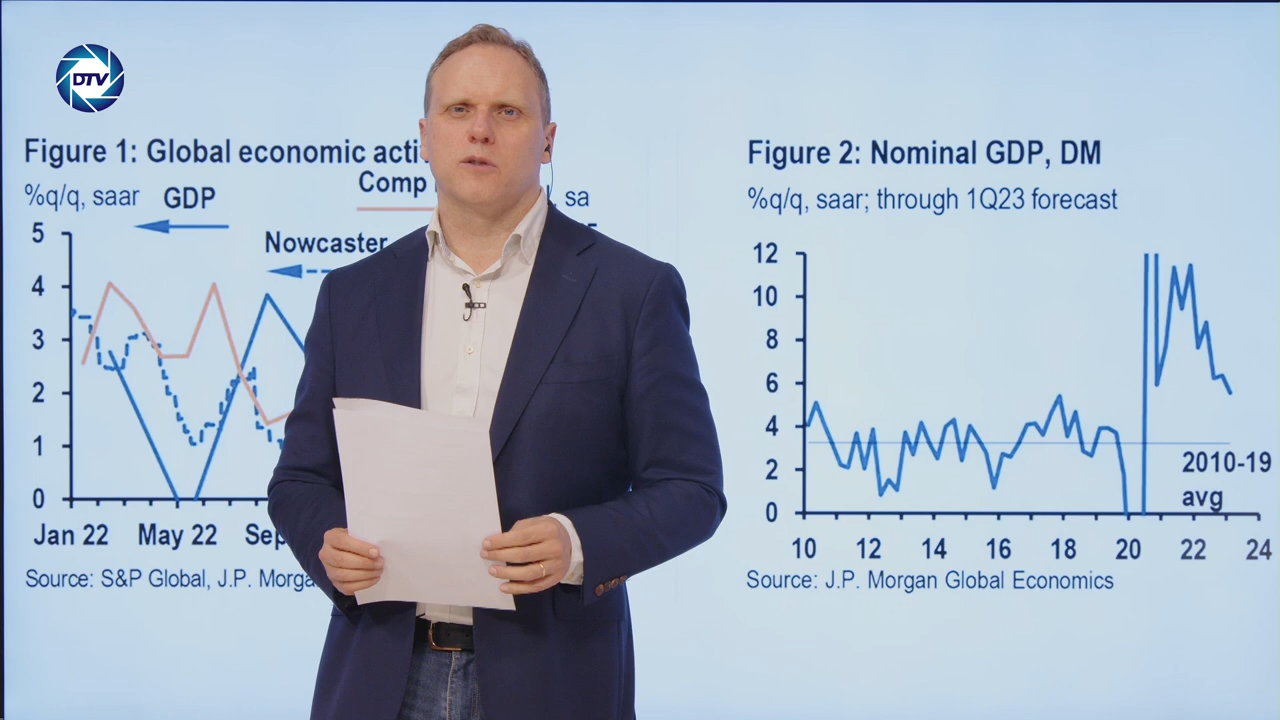 DTV
Figure 1: Global economic acti
%q/q, saar
GDP
Comp
, sa
Nowcaster
5
4
3
2
1
0
Jan 22 May 22 Sep
Source: S&P Global, J.P. Morga
Figure 2: Nominal GDP, DM
%q/q, saar; through 1Q23 forecast
12
10
8
6
4
2
0
2010-19
avg
10 12 14 16 18 20 22 24
Source: J.P. Morgan Global Economics